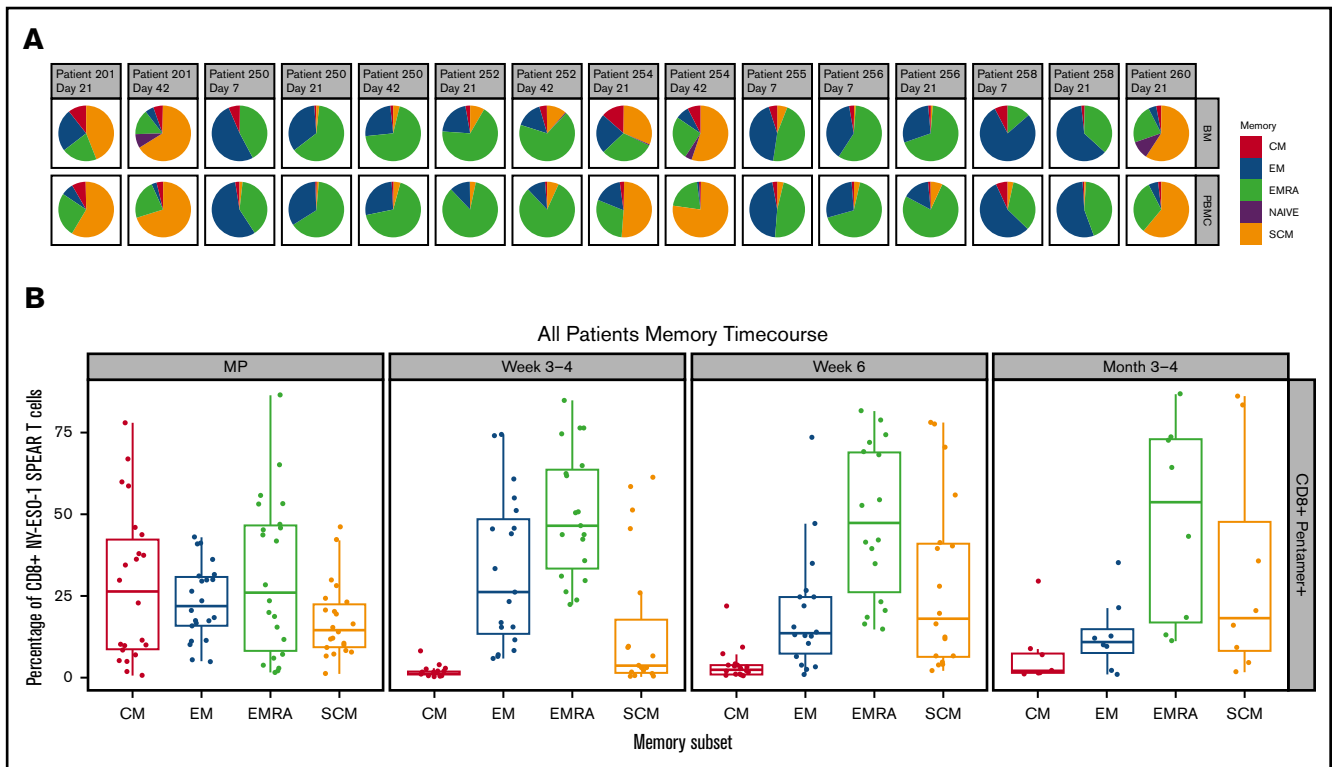 A
Patient 201 Day 21
Patient 201 Day 42
Patient 250 Day 7
Patient 250 Day 21
Patient 250 Day 42
Patient 252 Day 21
Patient 252 Day 42
Patient 254 Day 21
Patient 254 Day 42
Patient 255 Day 7
Patient 256 Day 7
Patient 256 Day 21
Patient 258 Day 7
Patient 258 Day 21
Patient 260 Day 21
BM
PBMC
Memory
CM
EM
EMRA
NAIVE
SCM
B
All Patients Memory Timecourse
MP
Week 3–4
Week 6
Month 3–4
Percentage of CD8+ NY-ESO-1 SPEAR T cells
75
50
25
0
CD8+ Pentamer+
CM EM EMRA SCM
CM EM EMRA SCM
CM EM EMRA SCM
CM EM EMRA SCM
Memory subset